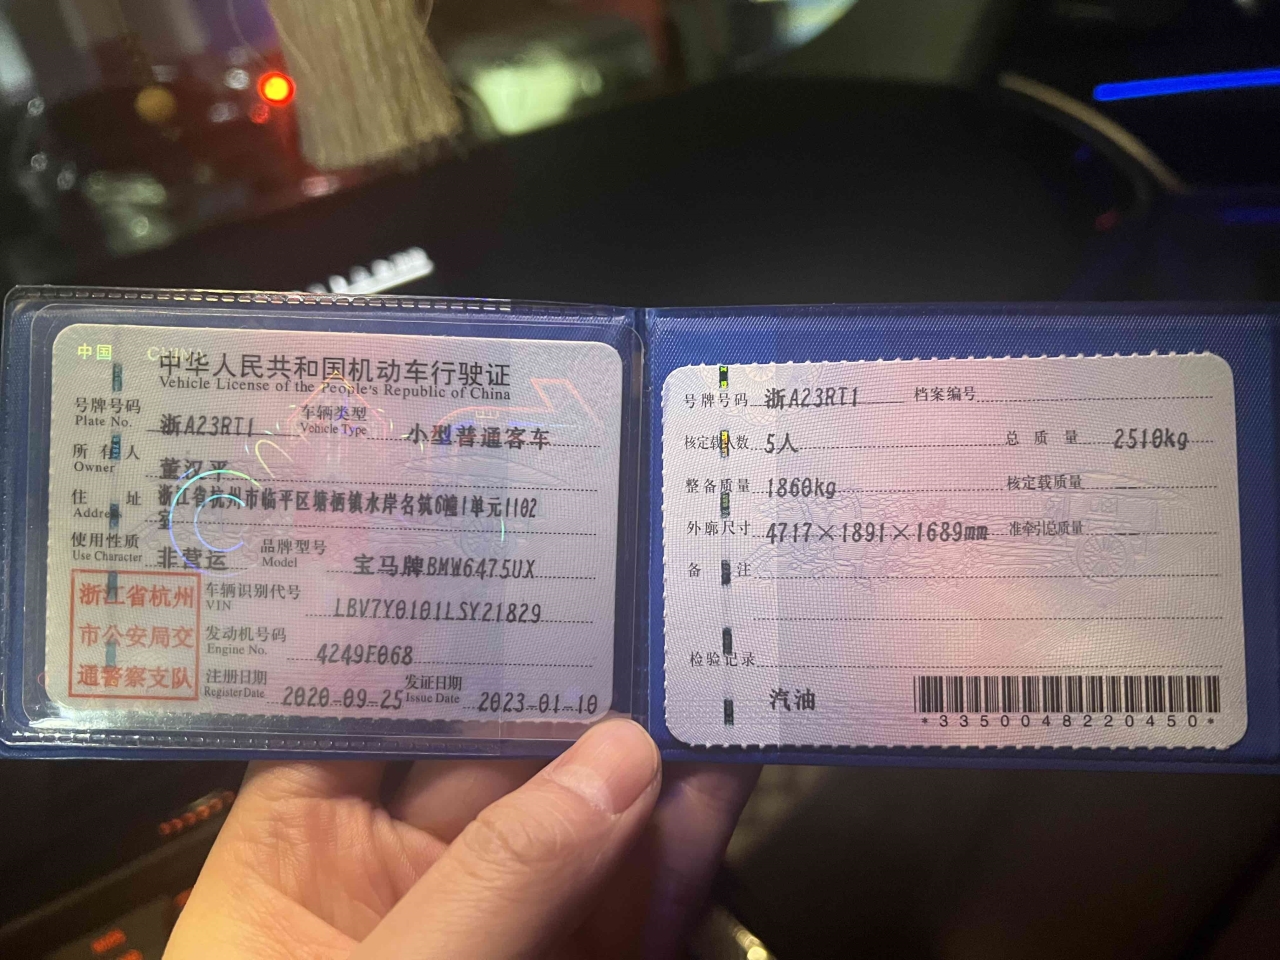 中国 CHINA
中华人民共和国机动车行驶证
Vehicle License of the People's Republic of China
号牌号码 浙A23RT1 车辆类型 小型普通客车
Plate No. Vehicle Type
所有人 董汉平
Owner
住址 浙江省杭州市临平区塘栖镇水岸名筑6幢1单元1102
Address 室
使用性质 非营运 品牌型号 宝马牌BMW6475UX
Use Character Model
浙江省杭州
市公安局交
通警察支队
车辆识别代号 LBV7Y0101LSY21829
VIN
发动机号码 4249F068
Engine No.
注册日期 2020-09-25 发证日期 2023-01-10
Register Date Issue Date
号牌号码 浙A23RT1 档案编号
核定载人数 5人 总质量 2510kg
整备质量 1860kg 核定载质量
外廓尺寸 4717×1891×1689mm 准牵引总质量
备注
检验记录
汽油
*3350048220450*